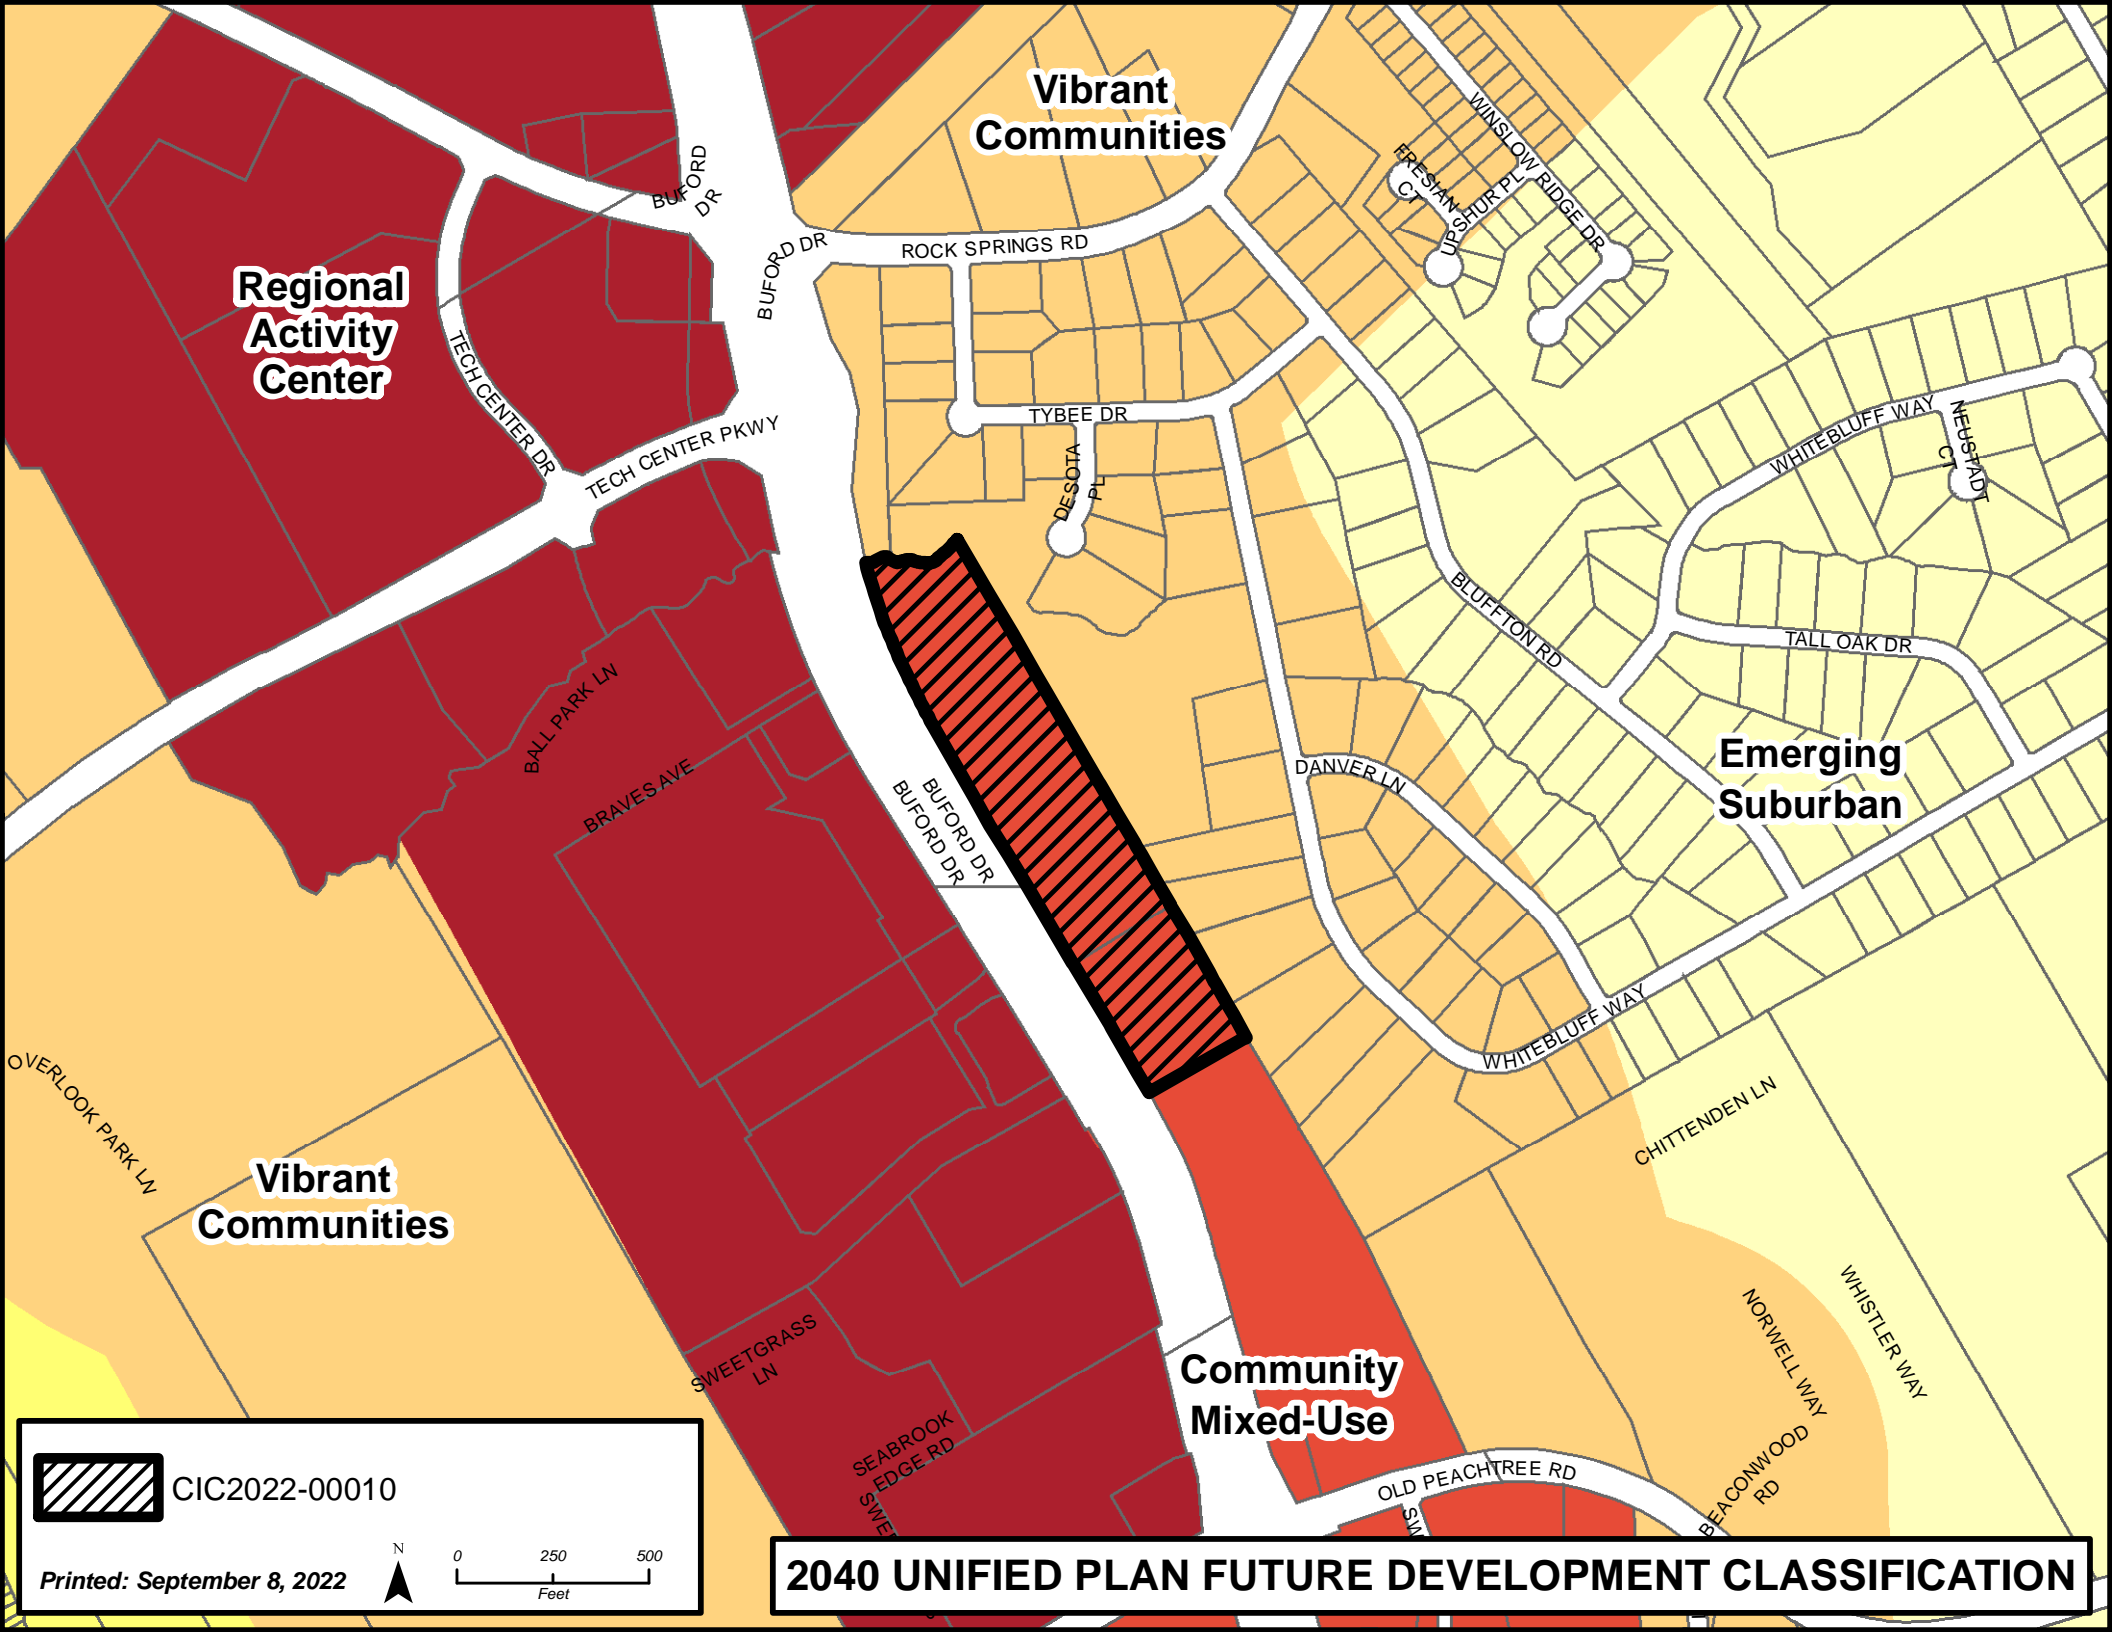 Vibrant
Communities
WINSLOW RIDGE DR
FRESIAN
CT
UPSHUR PL
BUFORD
DR
BUFORD DR
ROCK SPRINGS RD
Regional
Activity
Center
TECH CENTER DR
TECH CENTER PKWY
TYBEE DR
DESOTA
PL
WHITEBLUFF WAY
NEUSTADT
CT
BLUFFTON RD
TALL OAK DR
BALL PARK LN
BRAVES AVE
BUFORD DR
BUFORD DR
DANVER LN
Emerging
Suburban
WHITEBLUFF WAY
OVERLOOK PARK LN
CHITTENDEN LN
Vibrant
Communities
NORWELL WAY
WHISTLER WAY
SWEETGRASS
LN
Community
Mixed-Use
SEABROOK
EDGE RD
SWE
OLD PEACHTREE RD
SW
BEACONWOOD
RD
CIC2022-00010
Printed: September 8, 2022
N
0 250 500
Feet
2040 UNIFIED PLAN FUTURE DEVELOPMENT CLASSIFICATION